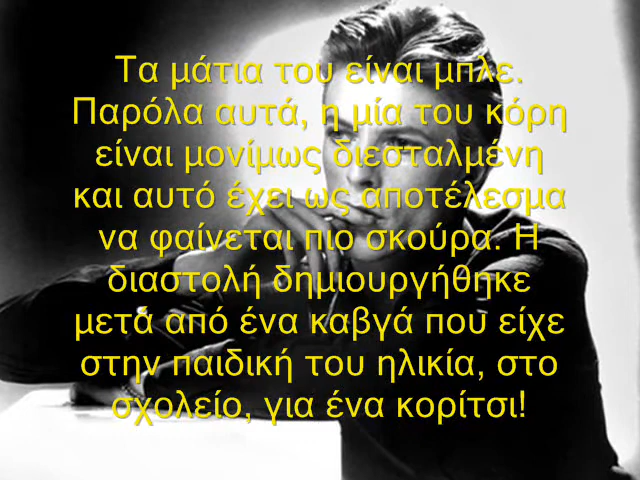 Τα μάτια του είναι μπλε.
Παρόλα αυτά, η μία του κόρη
είναι μονίμως διεσταλμένη
και αυτό έχει ως αποτέλεσμα
να φαίνεται πιο σκούρα. Η
διαστολή δημιουργήθηκε
μετά από ένα καβγά που είχε
στην παιδική του ηλικία, στο
σχολείο, για ένα κορίτσι!